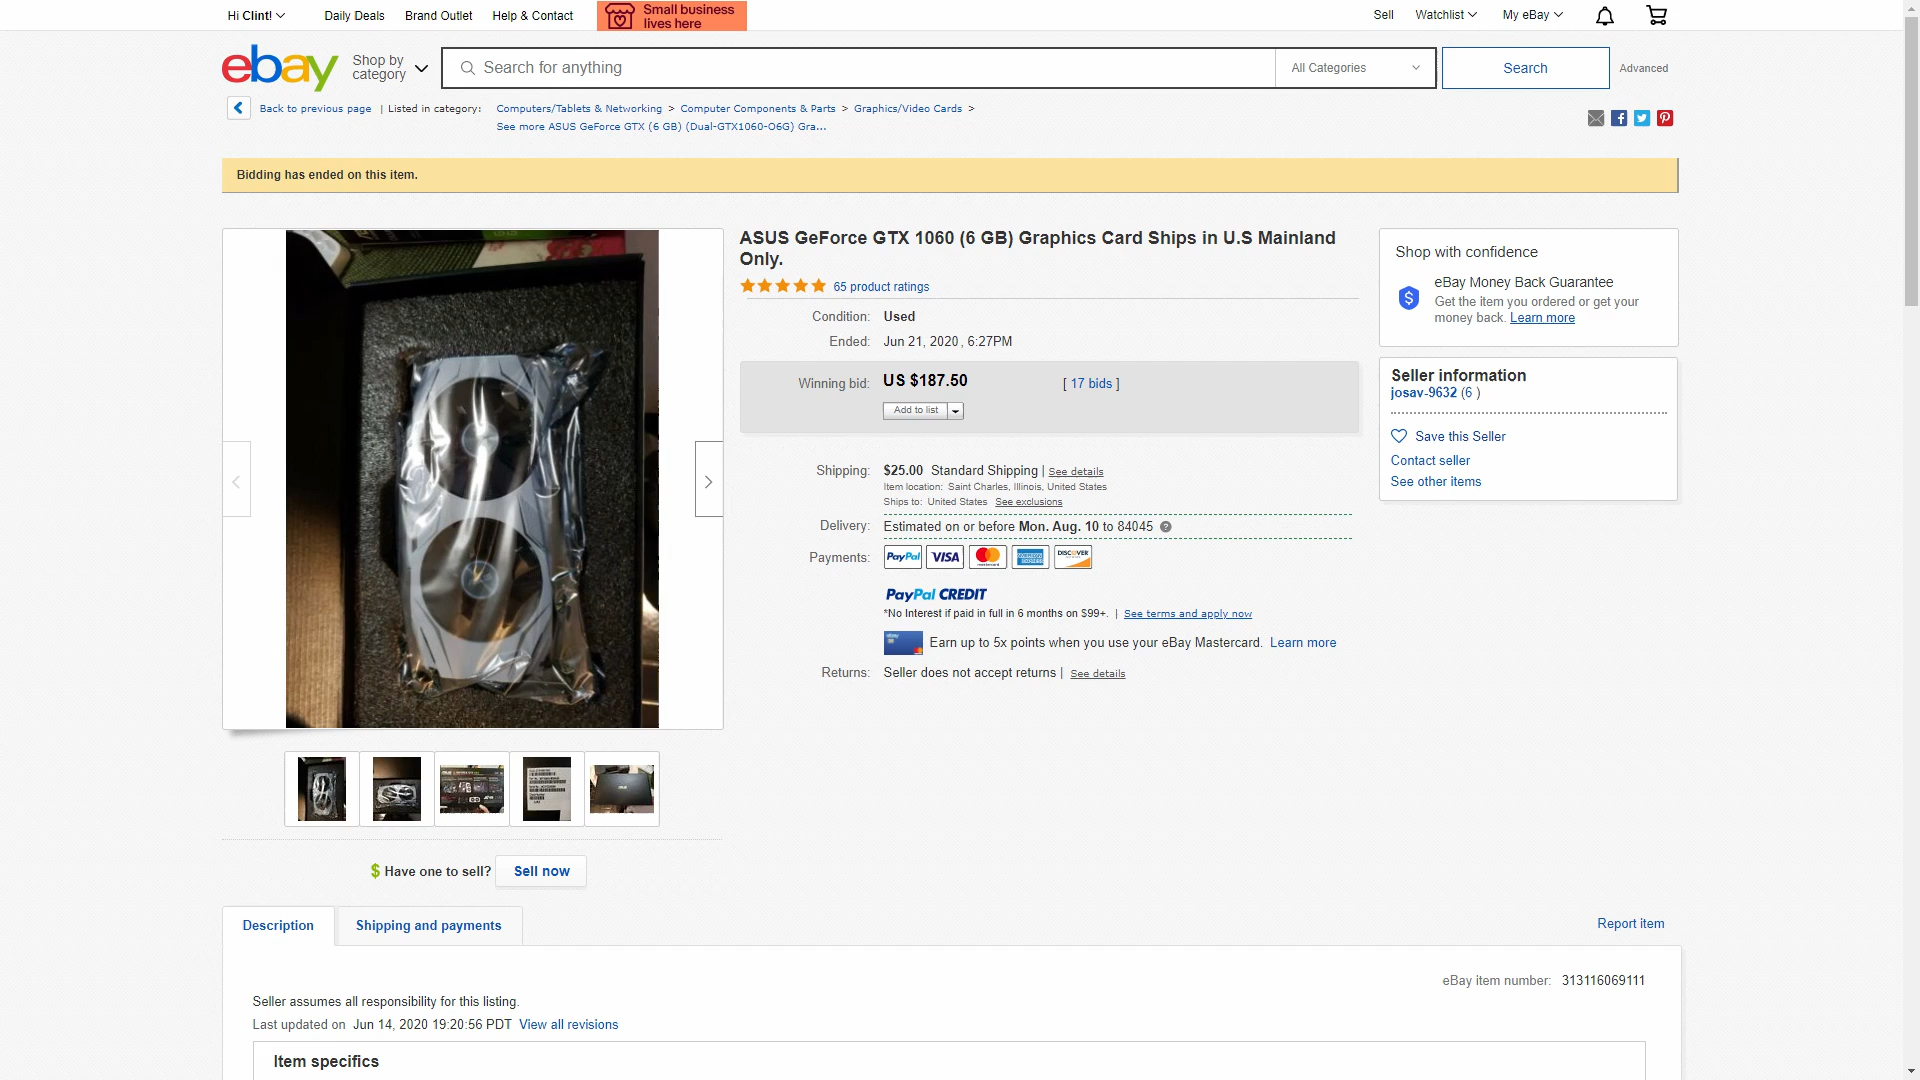 Hi Clint!
Daily Deals
Brand Outlet
Help & Contact
Small business
lives here
Sell
Watchlist
My eBay
ebay
Shop by
category
Search for anything
All Categories
Search
Advanced
Back to previous page | Listed in category:
Computers/Tablets & Networking > Computer Components & Parts > Graphics/Video Cards >
See more ASUS GeForce GTX (6 GB) (Dual-GTX1060-O6G) Gra...
Bidding has ended on this item.
ASUS GeForce GTX 1060 (6 GB) Graphics Card Ships in U.S Mainland
Only.
65 product ratings
Condition: Used
Ended: Jun 21, 2020 , 6:27PM
Winning bid: US $187.50 [ 17 bids ]
Add to list
Shipping: $25.00 Standard Shipping | See details
Item location: Saint Charles, Illinois, United States
Ships to: United States See exclusions
Delivery: Estimated on or before Mon. Aug. 10 to 84045
Payments: PayPal VISA mastercard AMERICAN EXPRESS DISCOVER
PayPal CREDIT
*No Interest if paid in full in 6 months on $99+. | See terms and apply now
Earn up to 5x points when you use your eBay Mastercard. Learn more
Returns: Seller does not accept returns | See details
Shop with confidence
eBay Money Back Guarantee
Get the item you ordered or get your
money back. Learn more
Seller information
josav-9632 (6 )
Save this Seller
Contact seller
See other items
$ Have one to sell? Sell now
Description
Shipping and payments
Report item
eBay item number: 313116069111
Seller assumes all responsibility for this listing.
Last updated on Jun 14, 2020 19:20:56 PDT View all revisions
Item specifics